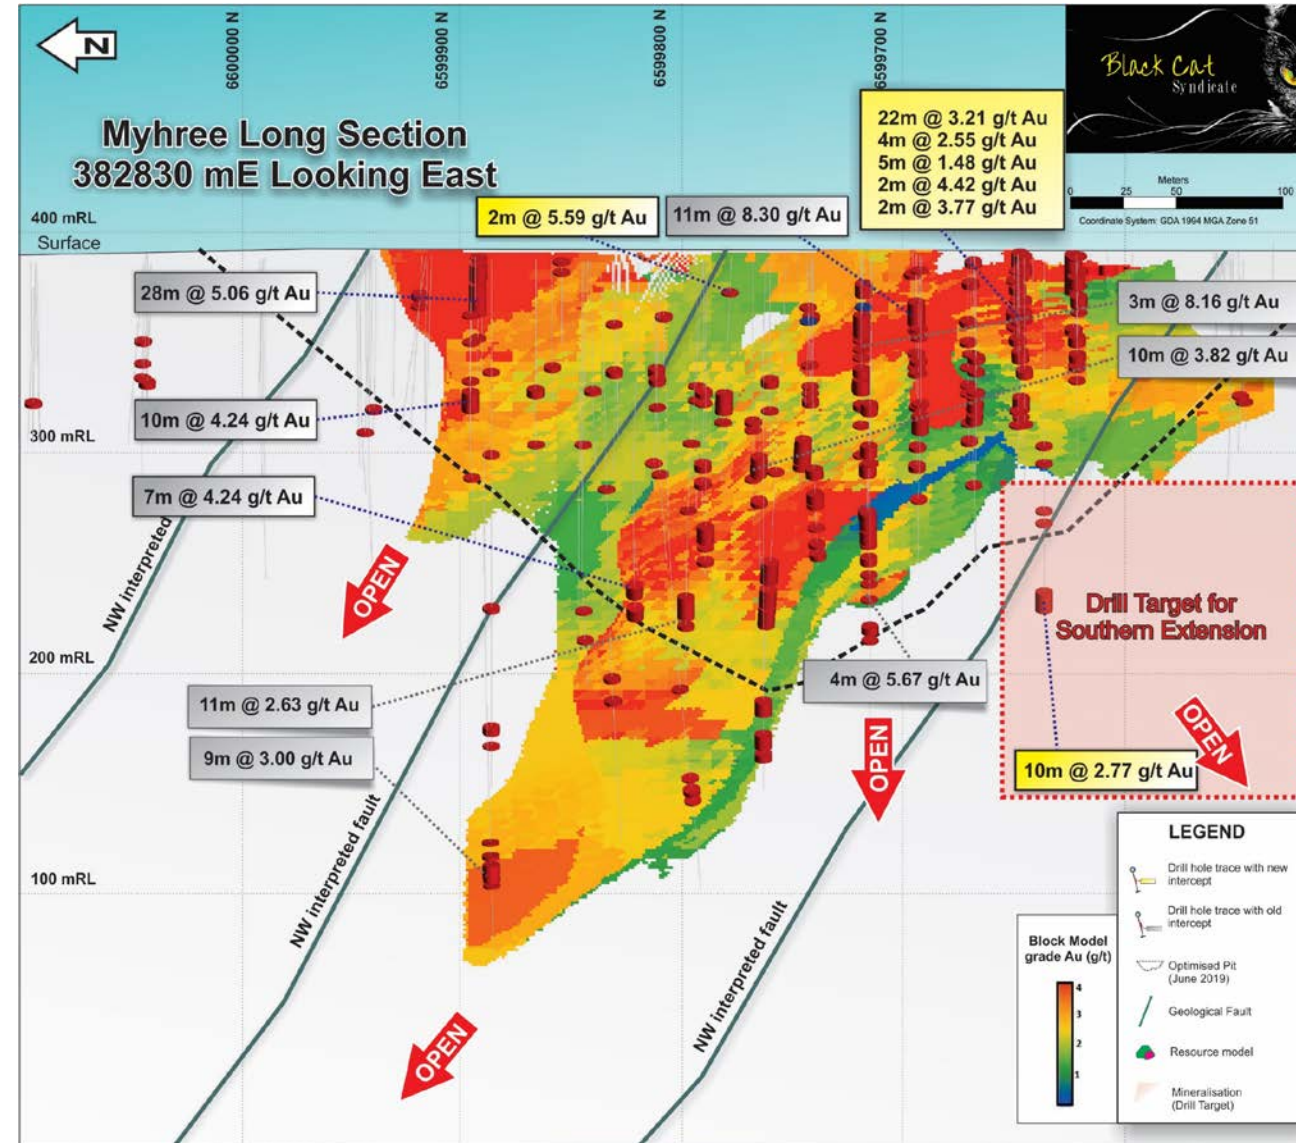 N
6600000 N
6599900 N
6599800 N
6599700 N
Black Cat
Syndicate
Myhree Long Section
382830 mE Looking East
22m @ 3.21 g/t Au
4m @ 2.55 g/t Au
5m @ 1.48 g/t Au
2m @ 4.42 g/t Au
2m @ 3.77 g/t Au
Meters
0 25 50 100
Coordinate System: GDA 1994 MGA Zone 51
2m @ 5.59 g/t Au
11m @ 8.30 g/t Au
400 mRL
Surface
28m @ 5.06 g/t Au
3m @ 8.16 g/t Au
10m @ 3.82 g/t Au
10m @ 4.24 g/t Au
300 mRL
7m @ 4.24 g/t Au
NW interpreted
OPEN
Drill Target for
Southern Extension
200 mRL
4m @ 5.67 g/t Au
11m @ 2.63 g/t Au
9m @ 3.00 g/t Au
OPEN
OPEN
10m @ 2.77 g/t Au
100 mRL
NW interpreted fault
NW interpreted fault
OPEN
Block Model
grade Au (g/t)
4
3
2
1
LEGEND
Drill hole trace with new
intercept
Drill hole trace with old
intercept
Optimised Pit
(June 2019)
Geological Fault
Resource model
Mineralisation
(Drill Target)